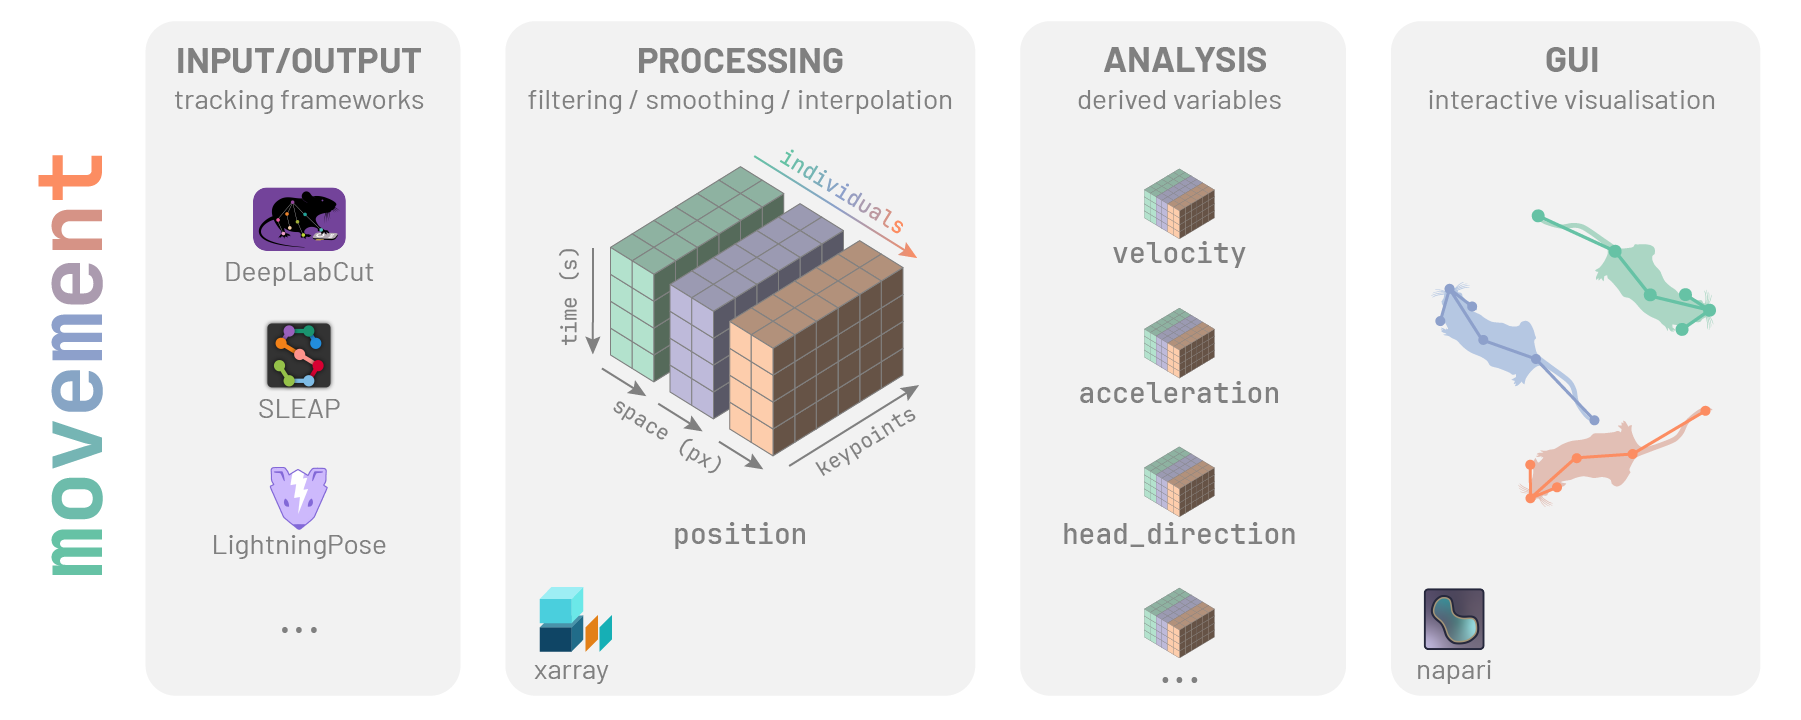 movement
INPUT/OUTPUT
tracking frameworks
DeepLabCut
SLEAP
LightningPose
...
PROCESSING
filtering / smoothing / interpolation
individuals
time (s)
space (px)
keypoints
position
xarray
ANALYSIS
derived variables
velocity
acceleration
head_direction
...
GUI
interactive visualisation
napari